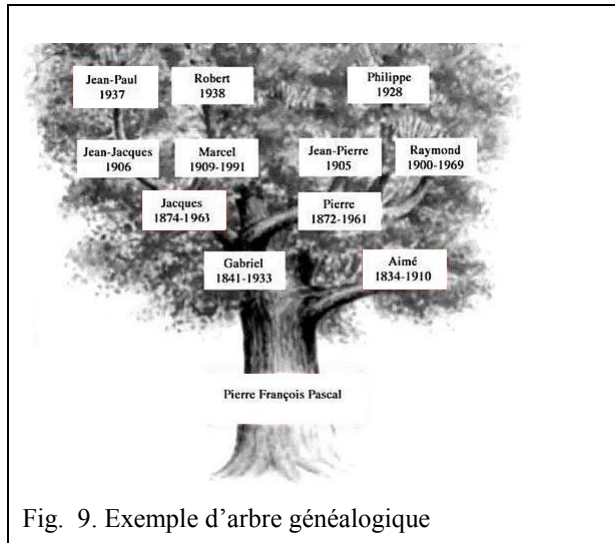 Jean-Paul
1937
Robert
1938
Philippe
1928
Jean-Jacques
1906
Marcel
1909-1991
Jean-Pierre
1905
Raymond
1900-1969
Jacques
1874-1963
Pierre
1872-1961
Gabriel
1841-1933
Aimé
1834-1910
Pierre François Pascal
Fig. 9. Exemple d'arbre généalogique